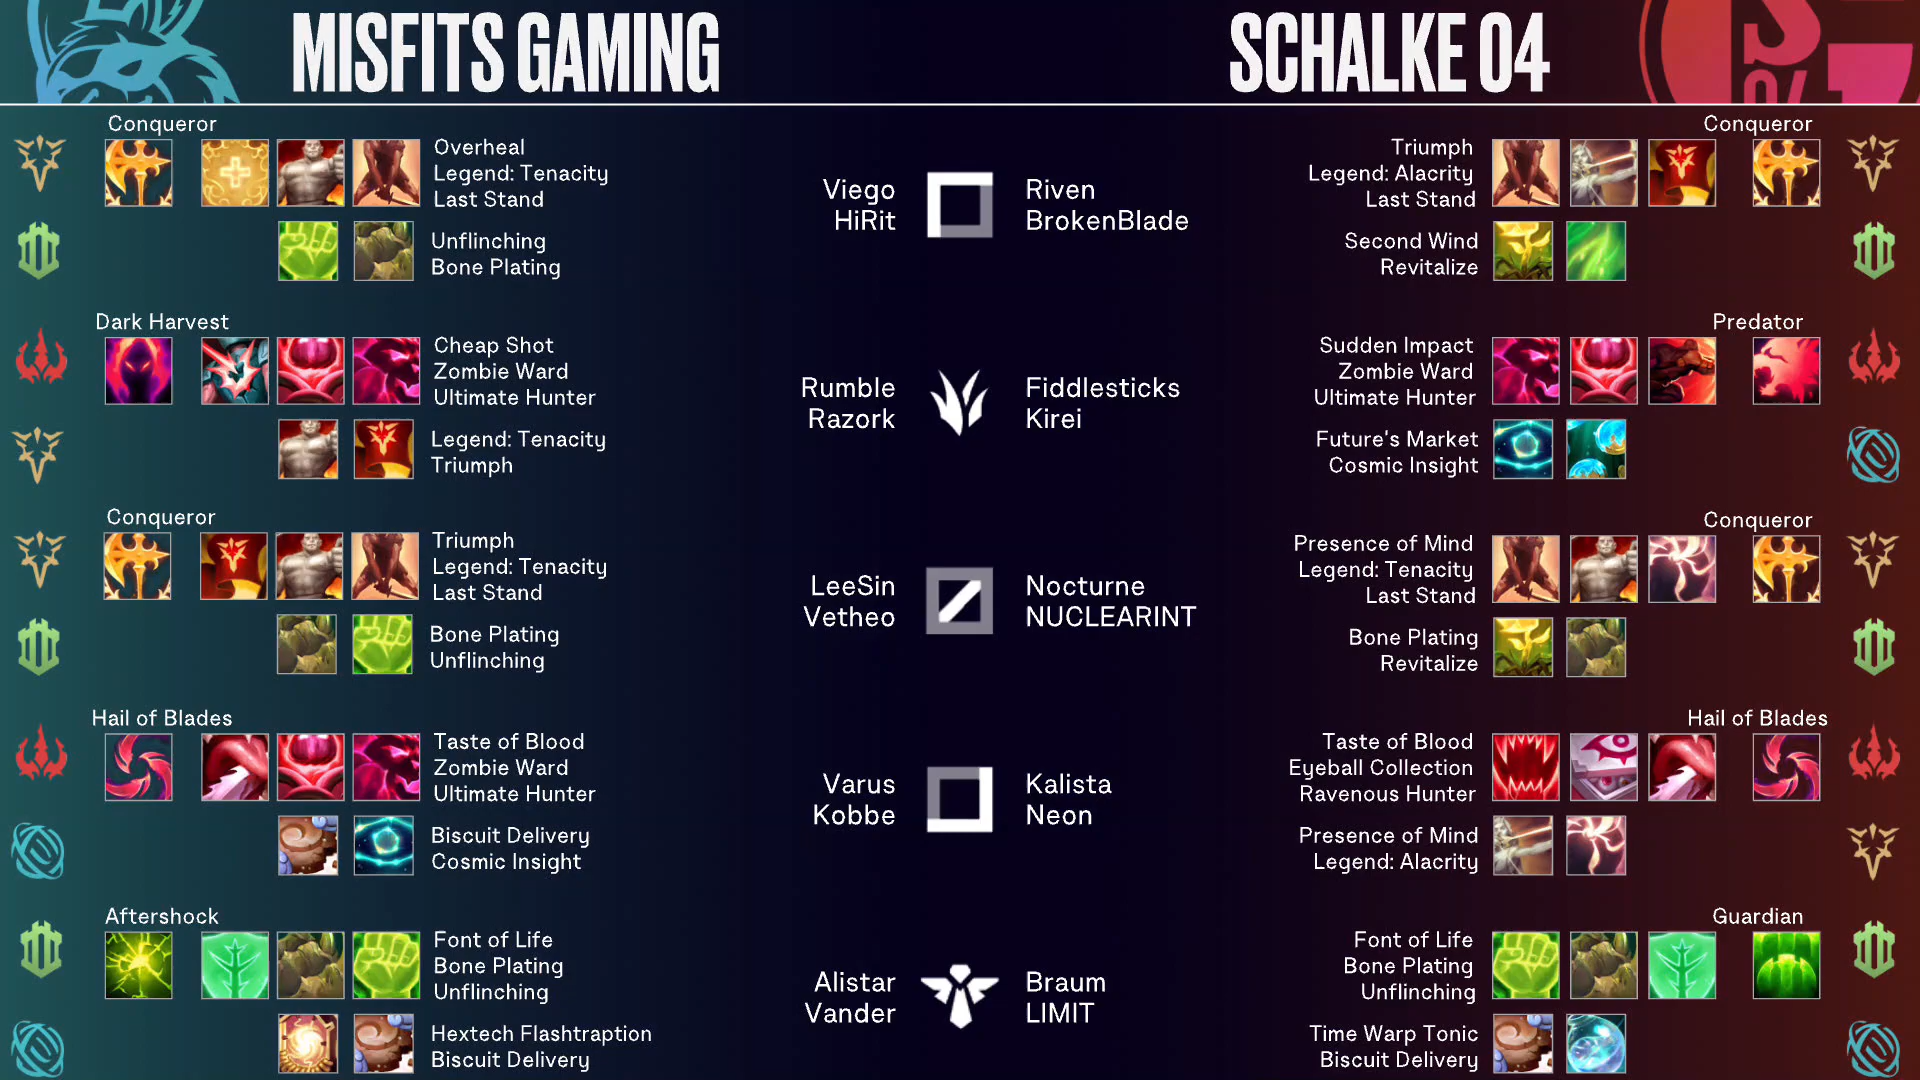 MISFITS GAMING
SCHALKE 04
Conqueror
Overheal
Legend: Tenacity
Last Stand
Unflinching
Bone Plating
Viego
HiRit
Riven
BrokenBlade
Conqueror
Triumph
Legend: Alacrity
Last Stand
Second Wind
Revitalize
Dark Harvest
Cheap Shot
Zombie Ward
Ultimate Hunter
Legend: Tenacity
Triumph
Rumble
Razork
Fiddlesticks
Kirei
Predator
Sudden Impact
Zombie Ward
Ultimate Hunter
Future's Market
Cosmic Insight
Conqueror
Triumph
Legend: Tenacity
Last Stand
Bone Plating
Unflinching
LeeSin
Vetheo
Nocturne
NUCLEARINT
Conqueror
Presence of Mind
Legend: Tenacity
Last Stand
Bone Plating
Revitalize
Hail of Blades
Taste of Blood
Zombie Ward
Ultimate Hunter
Biscuit Delivery
Cosmic Insight
Varus
Kobbe
Kalista
Neon
Hail of Blades
Taste of Blood
Eyeball Collection
Ravenous Hunter
Presence of Mind
Legend: Alacrity
Aftershock
Font of Life
Bone Plating
Unflinching
Hextech Flashtraption
Biscuit Delivery
Alistar
Vander
Braum
LIMIT
Guardian
Font of Life
Bone Plating
Unflinching
Time Warp Tonic
Biscuit Delivery